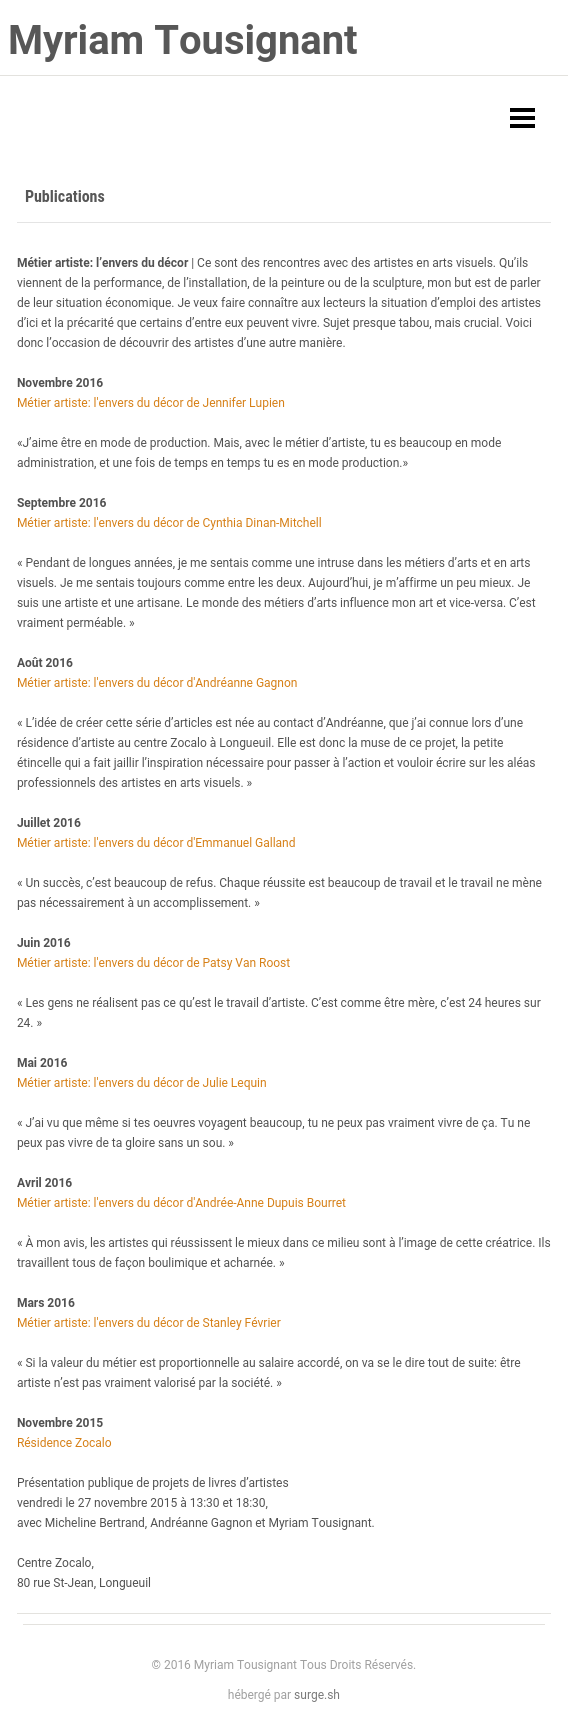 Myriam Tousignant
Publications
Métier artiste: l’envers du décor | Ce sont des rencontres avec des artistes en arts visuels. Qu’ils
viennent de la performance, de l’installation, de la peinture ou de la sculpture, mon but est de parler
de leur situation économique. Je veux faire connaître aux lecteurs la situation d’emploi des artistes
d’ici et la précarité que certains d’entre eux peuvent vivre. Sujet presque tabou, mais crucial. Voici
donc l’occasion de découvrir des artistes d’une autre manière.
Novembre 2016
Métier artiste: l'envers du décor de Jennifer Lupien
«J’aime être en mode de production. Mais, avec le métier d’artiste, tu es beaucoup en mode
administration, et une fois de temps en temps tu es en mode production.»
Septembre 2016
Métier artiste: l'envers du décor de Cynthia Dinan-Mitchell
« Pendant de longues années, je me sentais comme une intruse dans les métiers d’arts et en arts
visuels. Je me sentais toujours comme entre les deux. Aujourd’hui, je m’affirme un peu mieux. Je
suis une artiste et une artisane. Le monde des métiers d’arts influence mon art et vice-versa. C’est
vraiment perméable. »
Août 2016
Métier artiste: l'envers du décor d'Andréanne Gagnon
« L’idée de créer cette série d’articles est née au contact d’Andréanne, que j’ai connue lors d’une
résidence d’artiste au centre Zocalo à Longueuil. Elle est donc la muse de ce projet, la petite
étincelle qui a fait jaillir l’inspiration nécessaire pour passer à l’action et vouloir écrire sur les aléas
professionnels des artistes en arts visuels. »
Juillet 2016
Métier artiste: l'envers du décor d'Emmanuel Galland
« Un succès, c’est beaucoup de refus. Chaque réussite est beaucoup de travail et le travail ne mène
pas nécessairement à un accomplissement. »
Juin 2016
Métier artiste: l'envers du décor de Patsy Van Roost
« Les gens ne réalisent pas ce qu’est le travail d’artiste. C’est comme être mère, c’est 24 heures sur
24. »
Mai 2016
Métier artiste: l'envers du décor de Julie Lequin
« J’ai vu que même si tes oeuvres voyagent beaucoup, tu ne peux pas vraiment vivre de ça. Tu ne
peux pas vivre de ta gloire sans un sou. »
Avril 2016
Métier artiste: l'envers du décor d'Andrée-Anne Dupuis Bourret
« À mon avis, les artistes qui réussissent le mieux dans ce milieu sont à l’image de cette créatrice. Ils
travaillent tous de façon boulimique et acharnée. »
Mars 2016
Métier artiste: l'envers du décor de Stanley Février
« Si la valeur du métier est proportionnelle au salaire accordé, on va se le dire tout de suite: être
artiste n’est pas vraiment valorisé par la société. »
Novembre 2015
Résidence Zocalo
Présentation publique de projets de livres d’artistes
vendredi le 27 novembre 2015 à 13:30 et 18:30,
avec Micheline Bertrand, Andréanne Gagnon et Myriam Tousignant.
Centre Zocalo,
80 rue St-Jean, Longueuil
© 2016 Myriam Tousignant Tous Droits Réservés.
hébergé par surge.sh